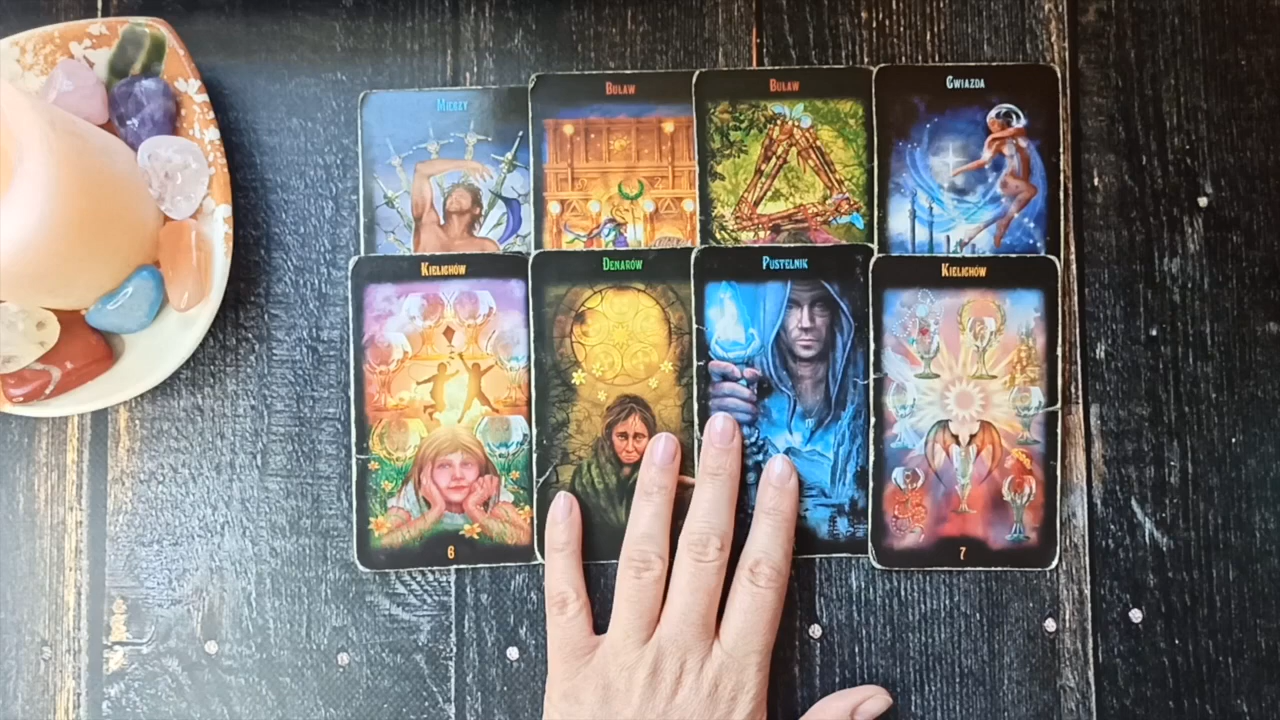 Mieczy
Buław
Buław
Gwiazda
Kielichów
Denarów
Pustelnik
Kielichów
6
7